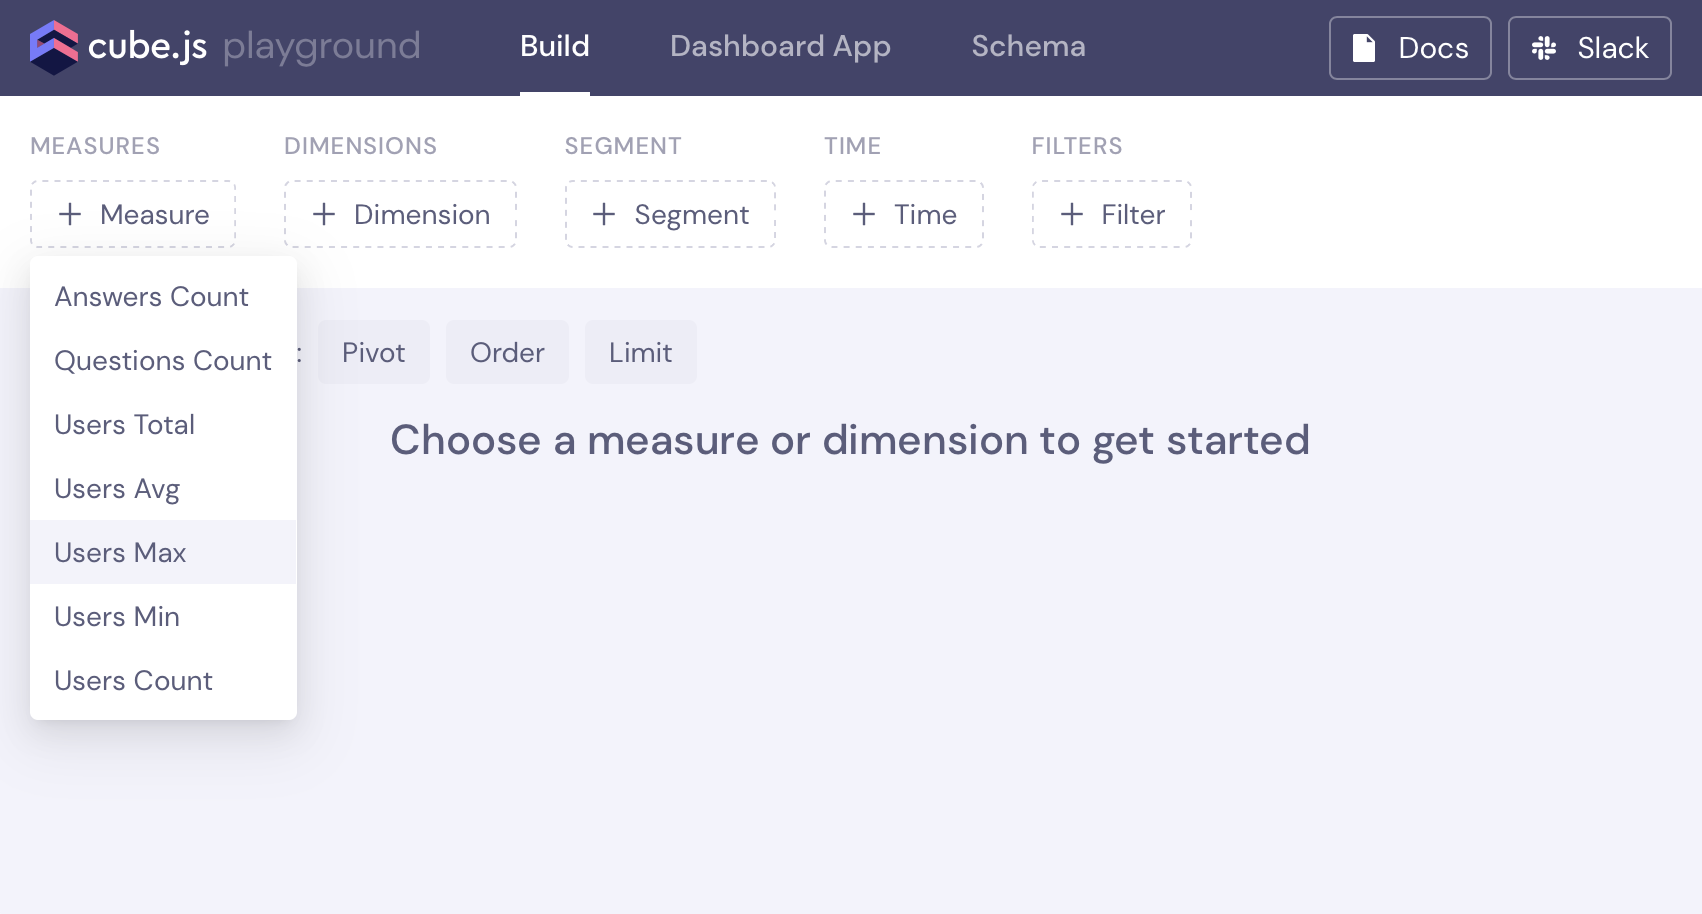 cube.js playground Build Dashboard App Schema Docs Slack
MEASURES DIMENSIONS SEGMENT TIME FILTERS
+ Measure + Dimension + Segment + Time + Filter
Answers Count
Questions Count : Pivot Order Limit
Users Total
Choose a measure or dimension to get started
Users Avg
Users Max
Users Min
Users Count